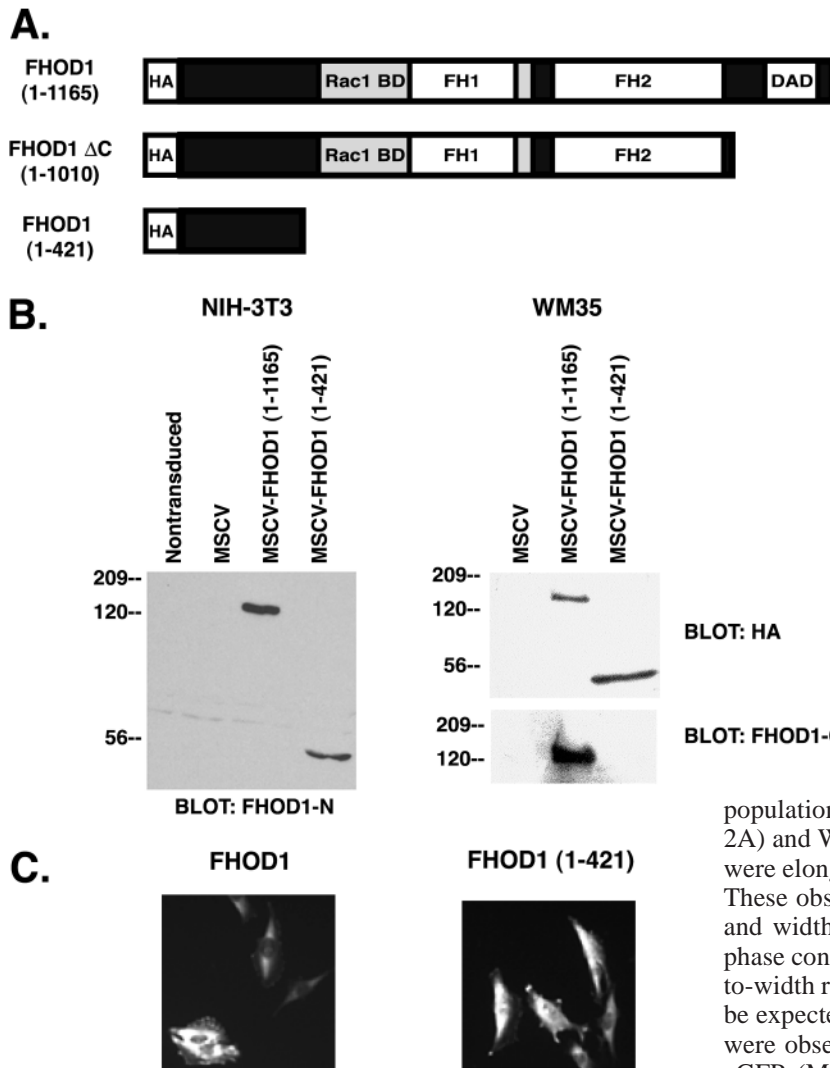 A.
FHOD1
(1-1165)
HA
Rac1 BD
FH1
FH2
DAD
FHOD1 ΔC
(1-1010)
HA
Rac1 BD
FH1
FH2
FHOD1
(1-421)
HA
B.
NIH-3T3
Nontransduced
MSCV
MSCV-FHOD1 (1-1165)
MSCV-FHOD1 (1-421)
209--
120--
56--
BLOT: FHOD1-N
WM35
MSCV
MSCV-FHOD1 (1-1165)
MSCV-FHOD1 (1-421)
209--
120--
56--
BLOT: HA
209--
120--
BLOT: FHOD1-
C.
FHOD1
FHOD1 (1-421)
population
2A) and W
were elong
These obs
and width
phase con
to-width r
be expecte
were obse